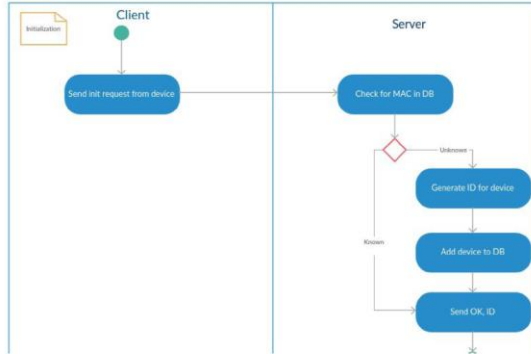 Initialization
Client
Server
Send init request from device
Check for MAC in DB
Unknown
Generate ID for device
Known
Add device to DB
Send OK, ID